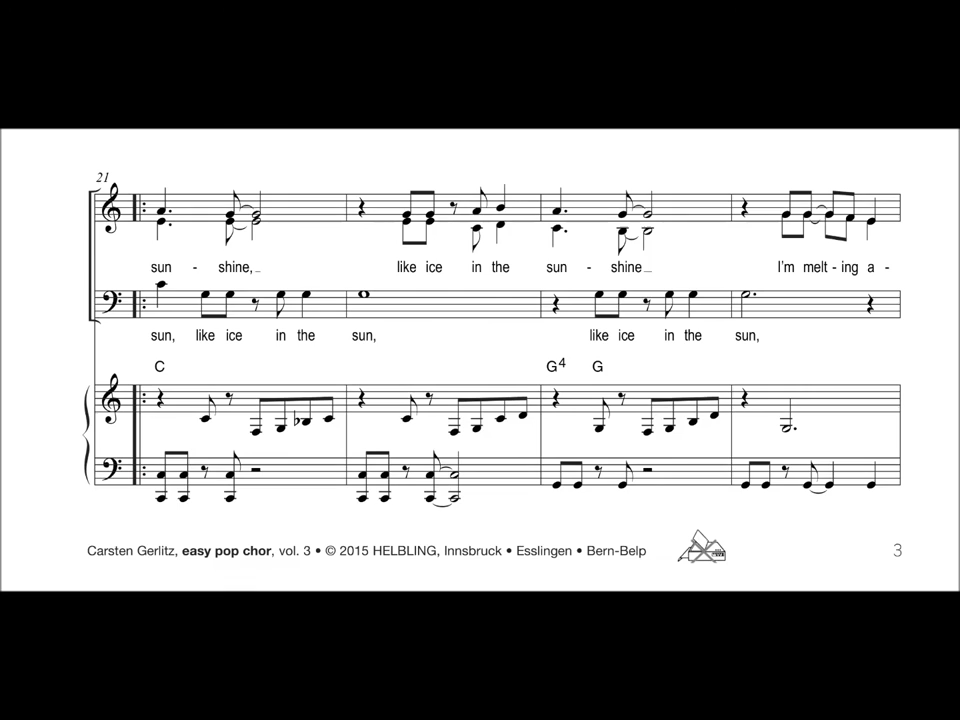 21
sun - shine, _ like ice in the sun - shine _ I'm melt - ing a -
sun, like ice in the sun, like ice in the sun,
C G4 G
Carsten Gerlitz, easy pop chor, vol. 3 • © 2015 HELBLING, Innsbruck • Esslingen • Bern-Belp
3